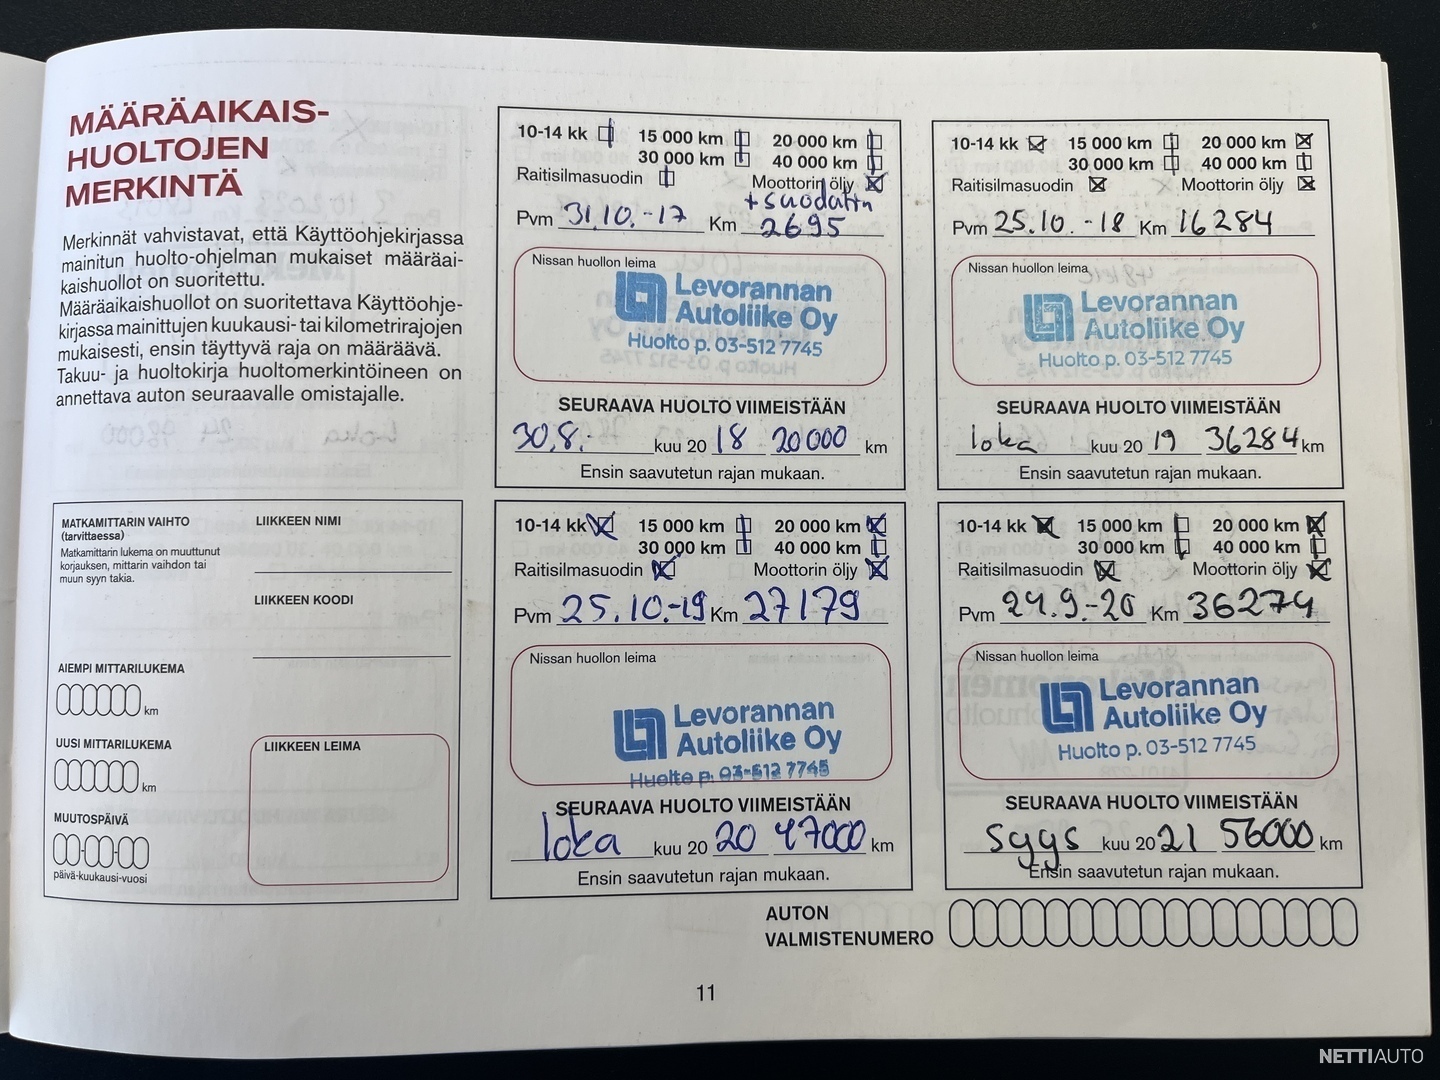 MÄÄRÄAIKAIS-
HUOLTOJEN
MERKINTÄ
Merkinnät vahvistavat, että Käyttöohjekirjassa
mainitun huolto-ohjelman mukaiset määräai-
kaishuollot on suoritettu.
Määräaikaishuollot on suoritettava Käyttöohje-
kirjassa mainittujen kuukausi- tai kilometrirajojen
mukaisesti, ensin täyttyvä raja on määräävä.
Takuu- ja huoltokirja huoltomerkintöineen on
annettava auton seuraavalle omistajalle.
10-14 kk 15 000 km 20 000 km
30 000 km 40 000 km
Raitisilmasuodin Moottorin öljy
+ suodatin
Pvm 31.10.-17 Km 2695
Nissan huollon leima
Levorannan
Autoliike Oy
Huolto p. 03-512 7745
SEURAAVA HUOLTO VIIMEISTÄÄN
30.8.- kuu 20 18 20000 km
Ensin saavutetun rajan mukaan.
10-14 kk 15 000 km 20 000 km
30 000 km 40 000 km
Raitisilmasuodin Moottorin öljy
Pvm 25.10.-18 Km 16284
Nissan huollon leima
Levorannan
Autoliike Oy
Huolto p. 03-512 7745
SEURAAVA HUOLTO VIIMEISTÄÄN
loka kuu 20 19 36284 km
Ensin saavutetun rajan mukaan.
MATKAMITTARIN VAIHTO
(tarvittaessa)
Matkamittarin lukema on muuttunut
korjauksen, mittarin vaihdon tai
muun syyn takia.
LIIKKEEN NIMI
LIIKKEEN KOODI
AIEMPI MITTARILUKEMA
km
UUSI MITTARILUKEMA
km
MUUTOSPÄIVÄ
päivä-kuukausi-vuosi
LIIKKEEN LEIMA
10-14 kk 15 000 km 20 000 km
30 000 km 40 000 km
Raitisilmasuodin Moottorin öljy
Pvm 25.10.-19 Km 27179
Nissan huollon leima
Levorannan
Autoliike Oy
Huolto p. 03-512 7745
SEURAAVA HUOLTO VIIMEISTÄÄN
loka kuu 20 20 47000 km
Ensin saavutetun rajan mukaan.
10-14 kk 15 000 km 20 000 km
30 000 km 40 000 km
Raitisilmasuodin Moottorin öljy
Pvm 24.9.-20 Km 36274
Nissan huollon leima
Levorannan
Autoliike Oy
Huolto p. 03-512 7745
SEURAAVA HUOLTO VIIMEISTÄÄN
syys kuu 20 21 56000 km
Ensin saavutetun rajan mukaan.
AUTON
VALMISTENUMERO
11
NETTIAUTO